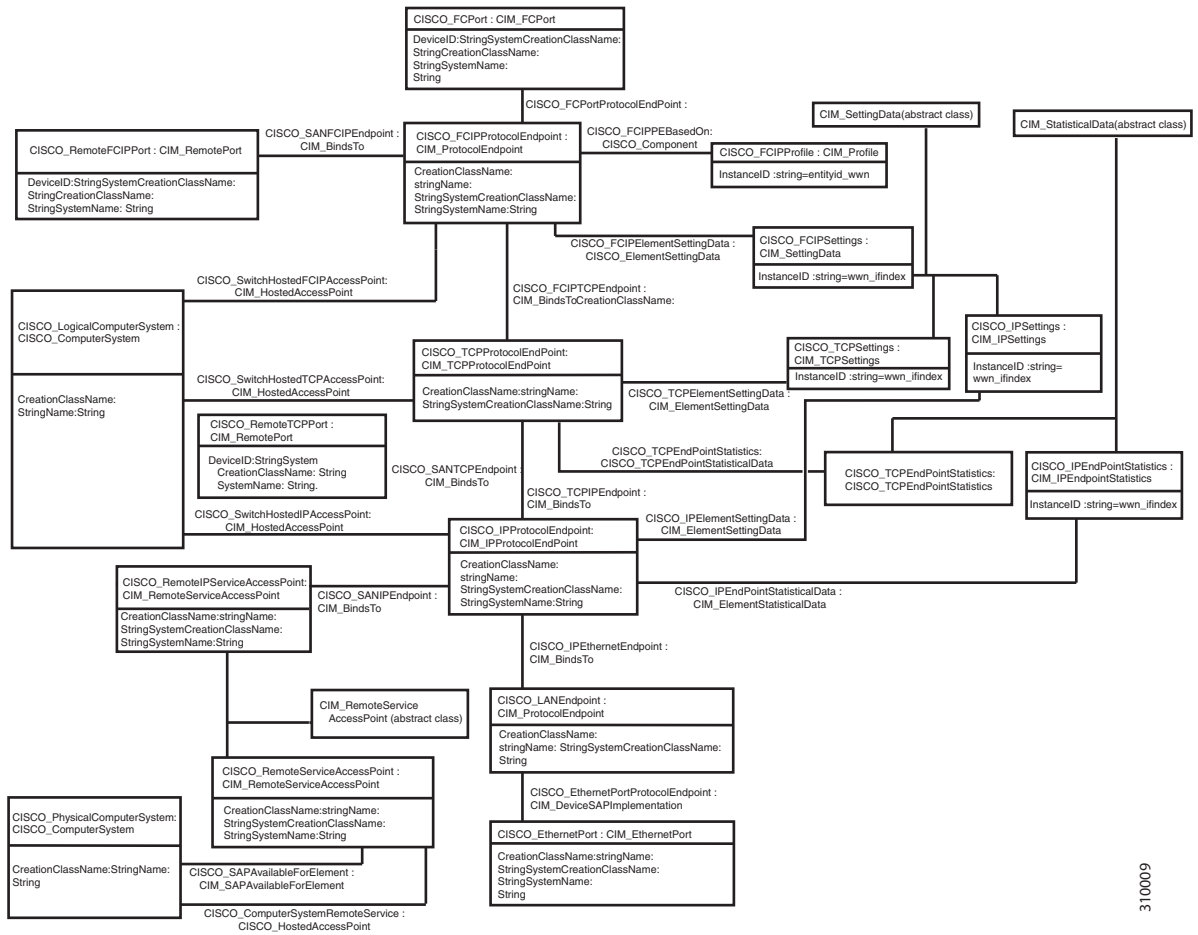 CISCO_FCPort : CIM_FCPort
DeviceID:StringSystemCreationClassName:
StringCreationClassName:
StringSystemName:
String
CISCO_FCPortProtocolEndPoint :
CIM_SettingData(abstract class)
CIM_StatisticalData(abstract class)
CISCO_RemoteFCIPPort : CIM_RemotePort
DeviceID:StringSystemCreationClassName:
StringCreationClassName:
StringSystemName: String
CISCO_SANFCIPEndpoint :
CIM_BindsTo
CISCO_FCIPProtocolEndpoint :
CIM_ProtocolEndpoint
CreationClassName:
stringName:
StringSystemCreationClassName:
StringSystemName:String
CISCO_FCIPPEBasedOn:
CISCO_Component
CISCO_FCIPProfile : CIM_Profile
InstanceID :string=entityid_wwn
CISCO_FCIPElementSettingData :
CISCO_ElementSettingData
CISCO_FCIPSettings :
CIM_SettingData
InstanceID :string=wwn_ifindex
CISCO_SwitchHostedFCIPAccessPoint:
CIM_HostedAccessPoint
CISCO_FCIPTCPEndpoint :
CIM_BindsToCreationClassName:
CISCO_LogicalComputerSystem :
CISCO_ComputerSystem
CreationClassName:
StringName:String
CISCO_IPSettings :
CIM_IPSettings
InstanceID :string=
wwn_ifindex
CISCO_TCPProtocolEndPoint:
CIM_TCPProtocolEndPoint
CreationClassName:stringName:
StringSystemCreationClassName:String
CISCO_TCPSettings :
CIM_TCPSettings
InstanceID :string=wwn_ifindex
CISCO_SwitchHostedTCPAccessPoint:
CIM_HostedAccessPoint
CISCO_TCPElementSettingData :
CIM_ElementSettingData
CISCO_RemoteTCPPort :
CIM_RemotePort
DeviceID:StringSystem
CreationClassName: String
SystemName: String.
CISCO_SANTCPEndpoint :
CIM_BindsTo
CISCO_TCPEndPointStatistics:
CISCO_TCPEndPointStatisticalData
CISCO_TCPEndPointStatistics:
CISCO_TCPEndPointStatistics
CISCO_IPEndPointStatistics :
CIM_IPEndpointStatistics
InstanceID :string=wwn_ifindex
CISCO_TCPIPEndpoint :
CIM_BindsTo
CISCO_SwitchHostedIPAccessPoint:
CIM_HostedAccessPoint
CISCO_IPProtocolEndpoint:
CIM_IPProtocolEndPoint
CreationClassName:
stringName:
StringSystemCreationClassName:
StringSystemName:String
CISCO_IPElementSettingData :
CIM_ElementSettingData
CISCO_RemoteIPServiceAccessPoint:
CIM_RemoteServiceAccessPoint
CreationClassName:stringName:
StringSystemCreationClassName:
StringSystemName:String
CISCO_SANIPEndpoint :
CIM_BindsTo
CISCO_IPEndPointStatisticalData :
CIM_ElementStatisticalData
CISCO_IPEthernetEndpoint :
CIM_BindsTo
CIM_RemoteService
AccessPoint (abstract class)
CISCO_LANEndpoint :
CIM_ProtocolEndpoint
CreationClassName:
stringName: StringSystemCreationClassName:
String
CISCO_RemoteServiceAccessPoint :
CIM_RemoteServiceAccessPoint
CreationClassName:stringName:
StringSystemCreationClassName:
StringSystemName:String
CISCO_EthernetPortProtocolEndpoint :
CIM_DeviceSAPImplementation
CISCO_PhysicalComputerSystem:
CISCO_ComputerSystem
CreationClassName:StringName:
String
CISCO_EthernetPort : CIM_EthernetPort
CreationClassName:stringName:
StringSystemCreationClassName:
StringSystemName:
String
CISCO_SAPAvailableForElement :
CIM_SAPAvailableForElement
CISCO_ComputerSystemRemoteService :
CISCO_HostedAccessPoint
310009